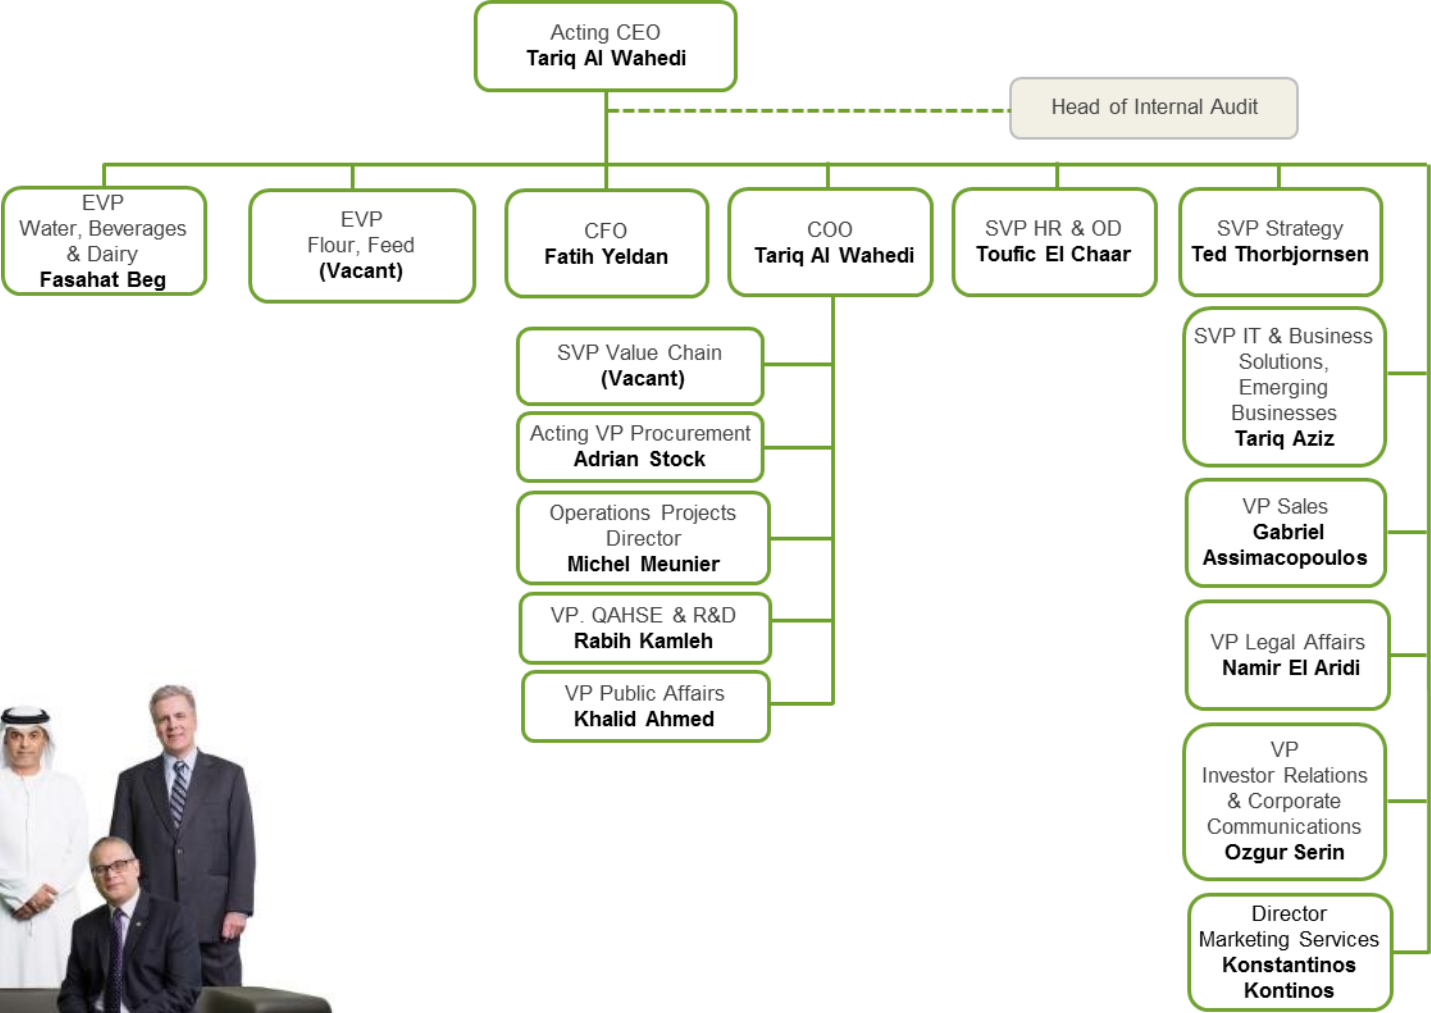 Acting CEO
Tariq Al Wahedi
Head of Internal Audit
EVP
Water, Beverages
& Dairy
Fasahat Beg
EVP
Flour, Feed
(Vacant)
CFO
Fatih Yeldan
COO
Tariq Al Wahedi
SVP HR & OD
Toufic El Chaar
SVP Strategy
Ted Thorbjornsen
SVP Value Chain
(Vacant)
Acting VP Procurement
Adrian Stock
Operations Projects
Director
Michel Meunier
VP. QAHSE & R&D
Rabih Kamleh
VP Public Affairs
Khalid Ahmed
SVP IT & Business
Solutions,
Emerging
Businesses
Tariq Aziz
VP Sales
Gabriel
Assimacopoulos
VP Legal Affairs
Namir El Aridi
VP
Investor Relations
& Corporate
Communications
Ozgur Serin
Director
Marketing Services
Konstantinos
Kontinos